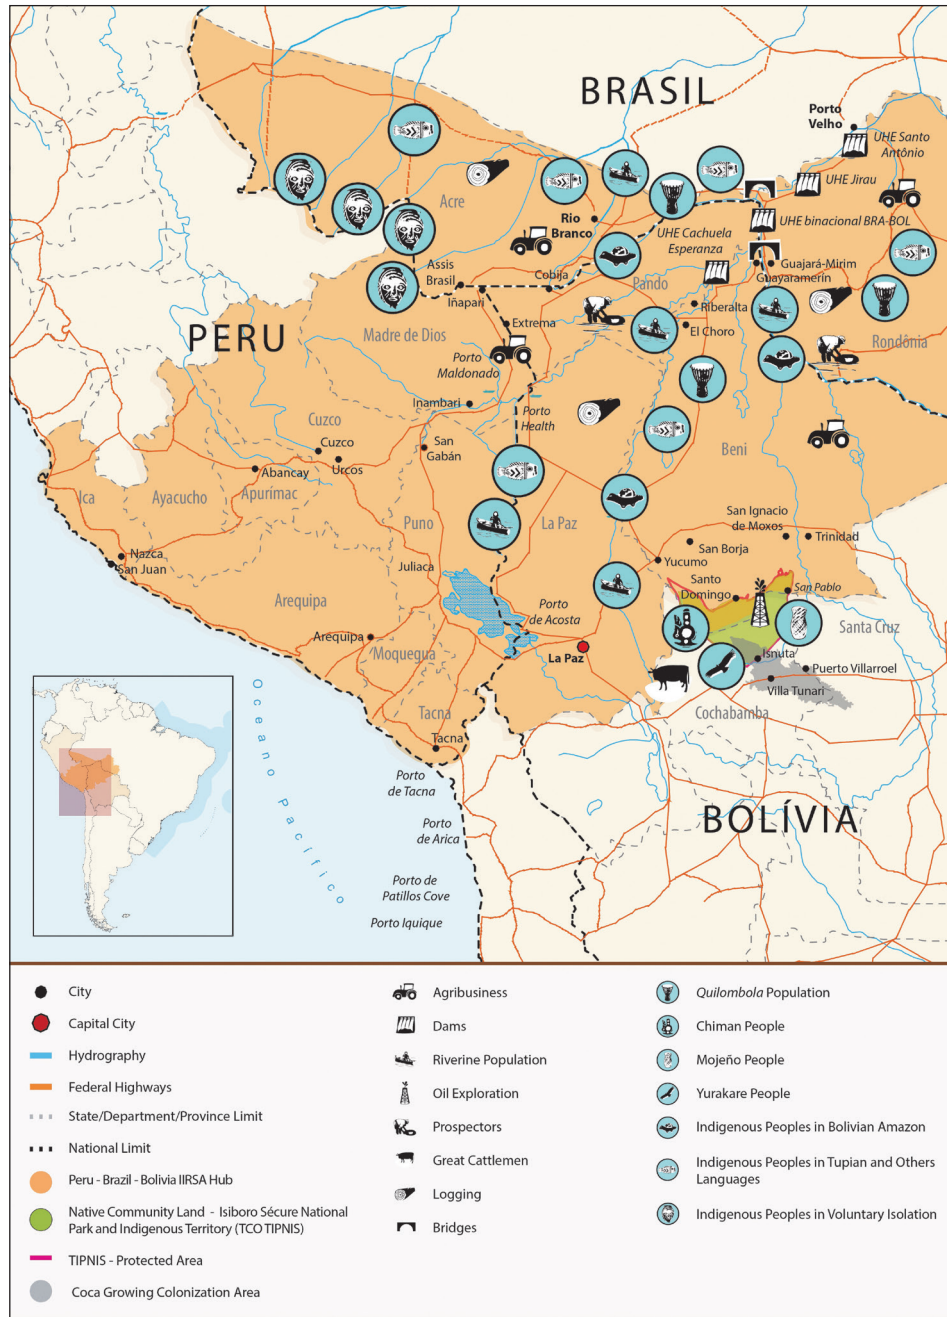 BRASIL
Porto
Velho
UHE Santo
Antônio
UHE Jirau
Acre
Rio
Branco
UHE binacional BRA-BOL
UHE Cachuela
Esperanza
Assis
Brasil
Cobija
Guajará-Mirim
Guayaramerin
Iñapari
Pando
Riberalta
PERU
Extrema
El Choro
Madre de Dios
Rondônia
Porto
Maldonado
Inambari
Porto
Health
Cuzco
Cuzco
San
Gabán
Urcos
Beni
Abancay
Ica
Ayacucho
Apurímac
Puno
La Paz
San Ignacio
de Moxos
Trinidad
San Borja
Nazca
San Juan
Juliaca
Yucumo
Santo
Domingo
San Pablo
Arequipa
Porto
de Acosta
Santa Cruz
Arequipa
Moquegua
La Paz
Isnuta
Puerto Villarroel
Villa Tunari
Oceano Pacífico
Tacna
Cochabamba
Tacna
Porto
de Tacna
BOLÍVIA
Porto
de Arica
Porto de
Patillos Cove
Porto Iquique
City
Capital City
Hydrography
Federal Highways
State/Department/Province Limit
National Limit
Peru - Brazil - Bolivia IIRSA Hub
Native Community Land - Isiboro Sécure National
Park and Indigenous Territory (TCO TIPNIS)
TIPNIS - Protected Area
Coca Growing Colonization Area
Agribusiness
Dams
Riverine Population
Oil Exploration
Prospectors
Great Cattlemen
Logging
Bridges
Quilombola Population
Chiman People
Mojeño People
Yurakare People
Indigenous Peoples in Bolivian Amazon
Indigenous Peoples in Tupian and Others
Languages
Indigenous Peoples in Voluntary Isolation